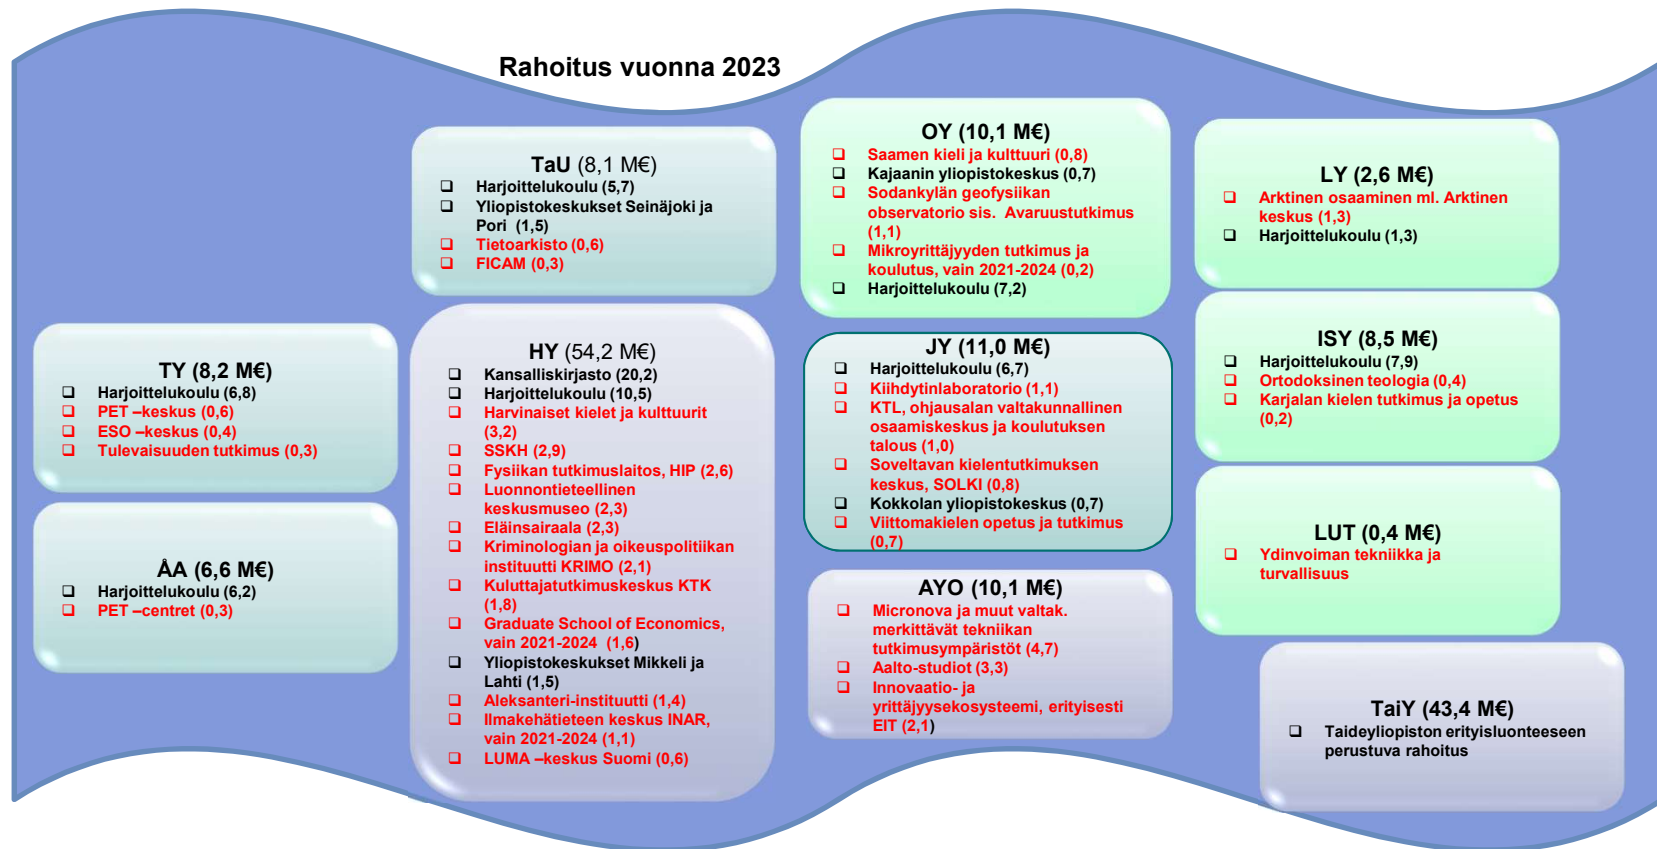 Rahoitus vuonna 2023
TaU (8,1 M€)
Harjoittelukoulu (5,7)
Yliopistokeskukset Seinäjoki ja
Pori (1,5)
Tietoarkisto (0,6)
FICAM (0,3)
OY (10,1 M€)
Saamen kieli ja kulttuuri (0,8)
Kajaanin yliopistokeskus (0,7)
Sodankylän geofysiikan
observatorio sis. Avaruustutkimus
(1,1)
Mikroyrittäjyyden tutkimus ja
koulutus, vain 2021-2024 (0,2)
Harjoittelukoulu (7,2)
LY (2,6 M€)
Arktinen osaaminen ml. Arktinen
keskus (1,3)
Harjoittelukoulu (1,3)
TY (8,2 M€)
Harjoittelukoulu (6,8)
PET –keskus (0,6)
ESO –keskus (0,4)
Tulevaisuuden tutkimus (0,3)
HY (54,2 M€)
Kansalliskirjasto (20,2)
Harjoittelukoulu (10,5)
Harvinaiset kielet ja kulttuurit
(3,2)
SSKH (2,9)
Fysiikan tutkimuslaitos, HIP (2,6)
Luonnontieteellinen
keskusmuseo (2,3)
Eläinsairaala (2,3)
Kriminologian ja oikeuspolitiikan
instituutti KRIMO (2,1)
Kuluttajatutkimuskeskus KTK
(1,8)
Graduate School of Economics,
vain 2021-2024 (1,6)
Yliopistokeskukset Mikkeli ja
Lahti (1,5)
Aleksanteri-instituutti (1,4)
Ilmakehätieteen keskus INAR,
vain 2021-2024 (1,1)
LUMA –keskus Suomi (0,6)
JY (11,0 M€)
Harjoittelukoulu (6,7)
Kiihdytinlaboratorio (1,1)
KTL, ohjausalan valtakunnallinen
osaamiskeskus ja koulutuksen
talous (1,0)
Soveltavan kielentutkimuksen
keskus, SOLKI (0,8)
Kokkolan yliopistokeskus (0,7)
Viittomakielen opetus ja tutkimus
(0,7)
ISY (8,5 M€)
Harjoittelukoulu (7,9)
Ortodoksinen teologia (0,4)
Karjalan kielen tutkimus ja opetus
(0,2)
ÅA (6,6 M€)
Harjoittelukoulu (6,2)
PET –centret (0,3)
AYO (10,1 M€)
Micronova ja muut valtak.
merkittävät tekniikan
tutkimusympäristöt (4,7)
Aalto-studiot (3,3)
Innovaatio- ja
yrittäjyysekosysteemi, erityisesti
EIT (2,1)
LUT (0,4 M€)
Ydinvoiman tekniikka ja
turvallisuus
TaiY (43,4 M€)
Taideyliopiston erityisluonteeseen
perustuva rahoitus